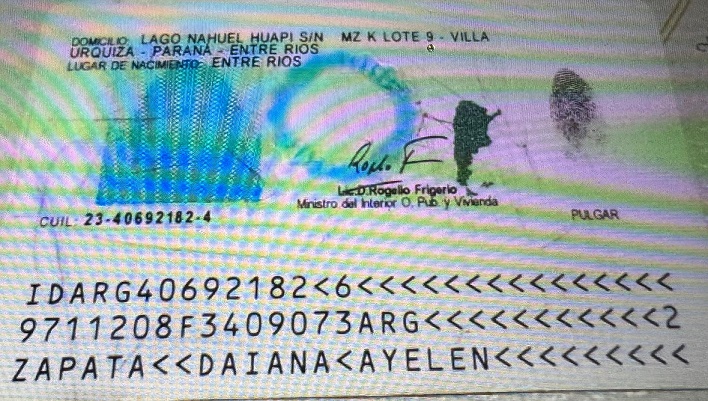 DOMICILIO: LAGO NAHUEL HUAPI S/N MZ K LOTE 9 - VILLA
URQUIZA - PARANÁ - ENTRE RIOS
LUGAR DE NACIMIENTO: ENTRE RIOS
Lic.D.Rogelio Frigerio
Ministro del Interior O. Pub. y Vivienda
CUIL: 23-40692182-4
PULGAR
IDARG40692182<6<<<<<<<<<<<<<<<
9711208F3409073ARG<<<<<<<<<<<2
ZAPATA<<DAIANA<AYELEN<<<<<<<<<